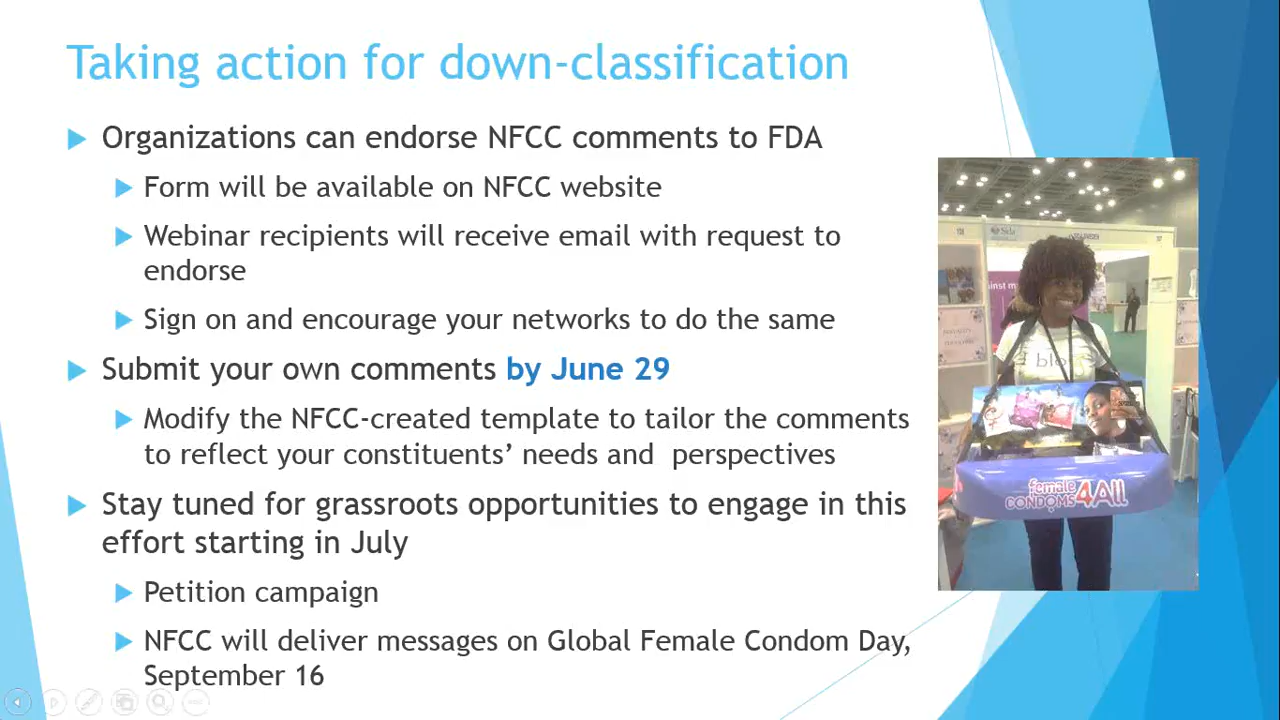 Taking action for down-classification
Organizations can endorse NFCC comments to FDA
Form will be available on NFCC website
Webinar recipients will receive email with request to
endorse
Sign on and encourage your networks to do the same
Submit your own comments by June 29
Modify the NFCC-created template to tailor the comments
to reflect your constituents’ needs and perspectives
Stay tuned for grassroots opportunities to engage in this
effort starting in July
Petition campaign
NFCC will deliver messages on Global Female Condom Day,
September 16
female
CONDOMS4All